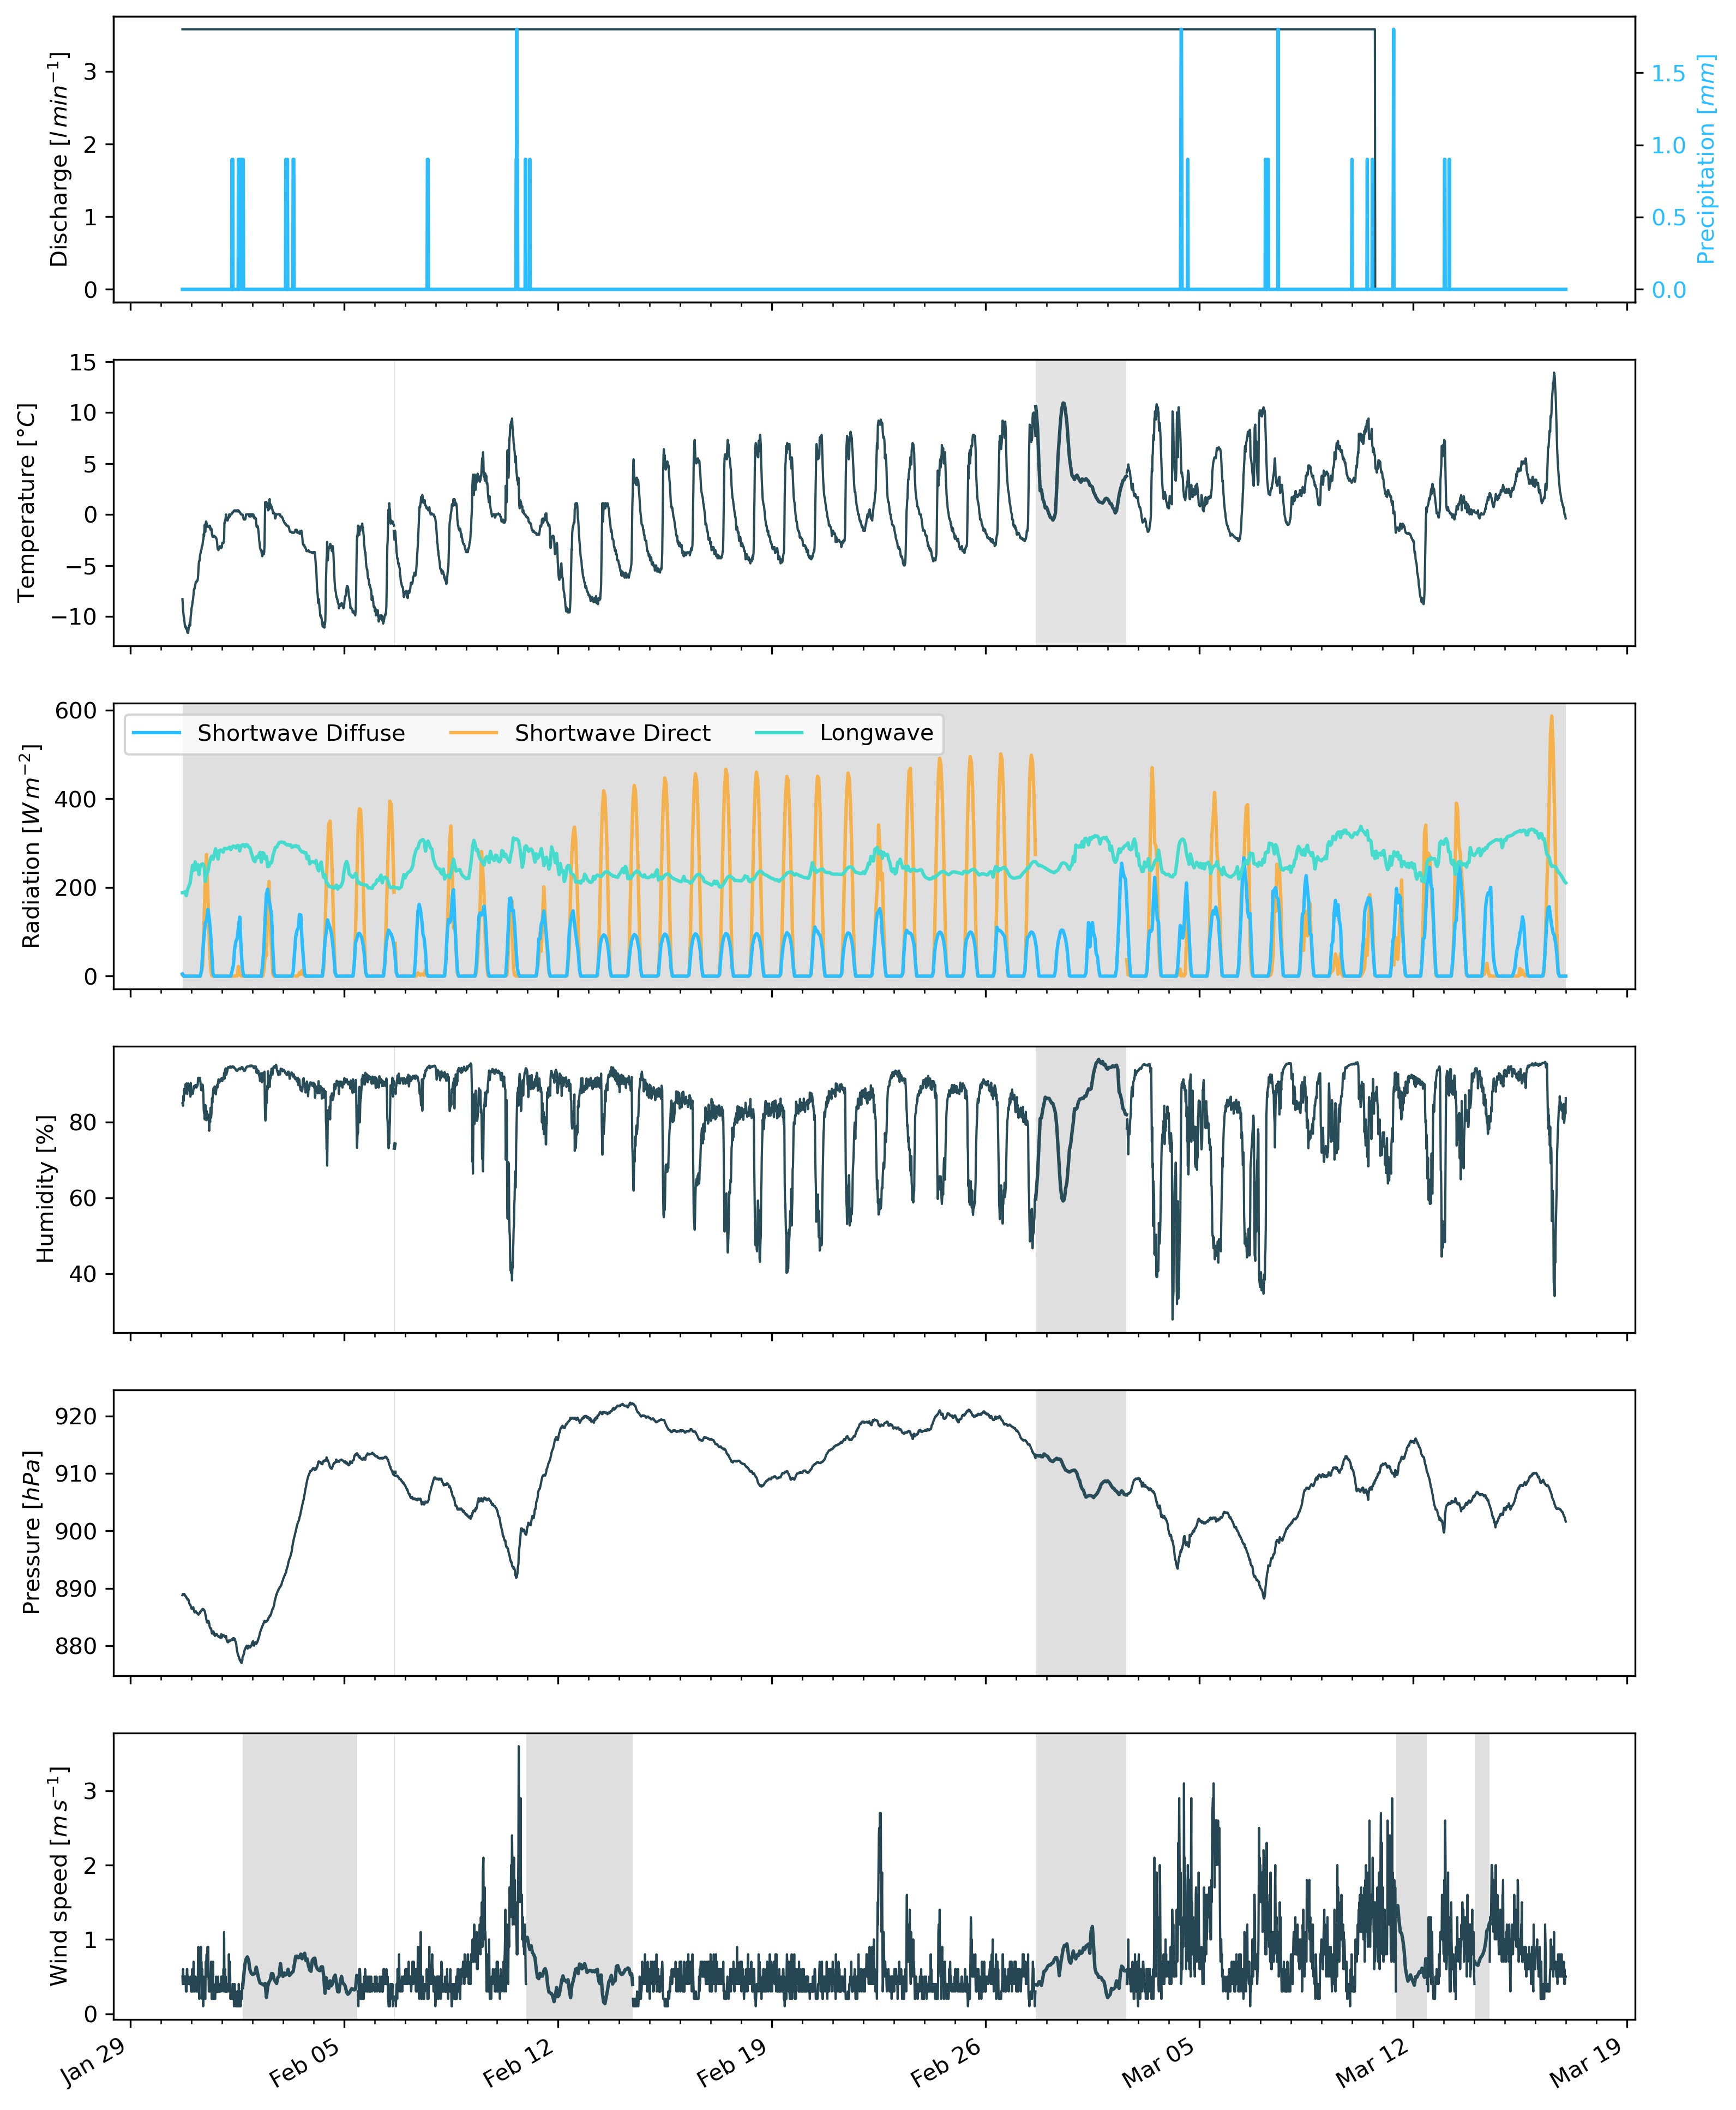 Discharge [l min⁻¹]
3
2
1
0
1.5
1.0
0.5
0.0
Precipitation [mm]
Temperature [°C]
15
10
5
0
−5
−10
Radiation [W m⁻²]
600
400
200
0
Shortwave Diffuse
Shortwave Direct
Longwave
Humidity [%]
80
60
40
Pressure [hPa]
920
910
900
890
880
Wind speed [m s⁻¹]
3
2
1
0
Jan 29
Feb 05
Feb 12
Feb 19
Feb 26
Mar 05
Mar 12
Mar 19